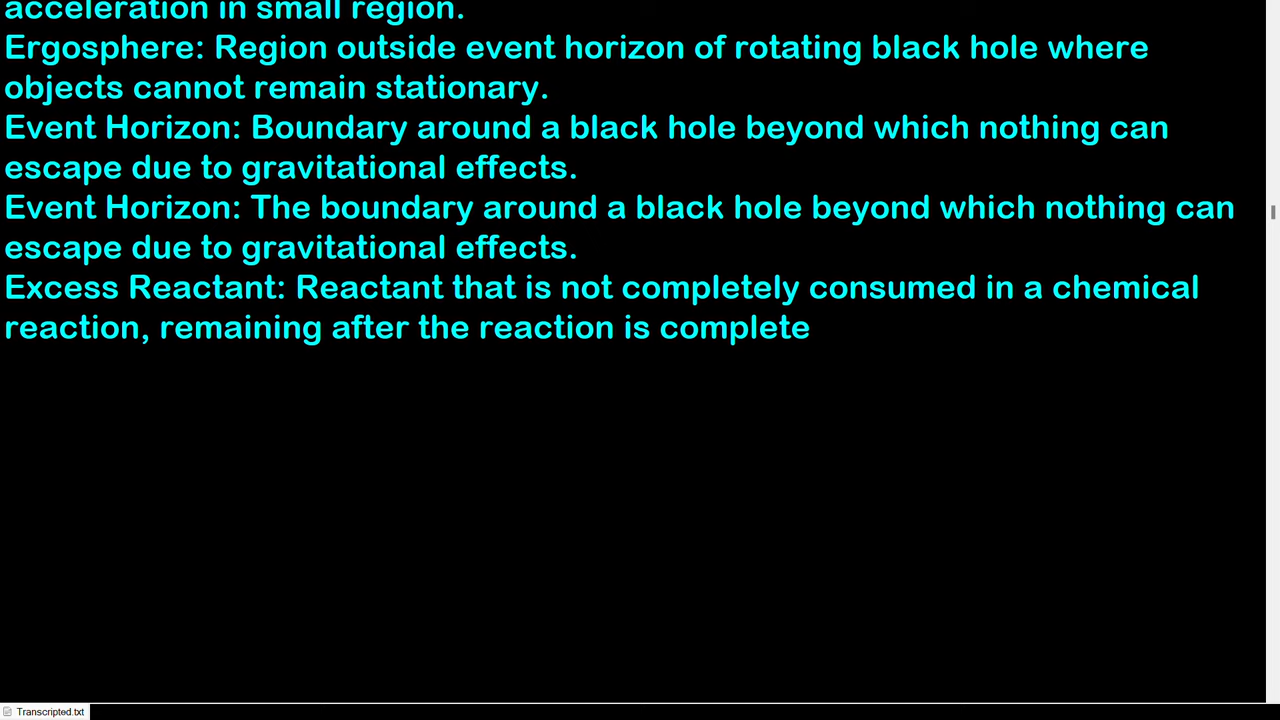 acceleration in small region.
Ergosphere: Region outside event horizon of rotating black hole where
objects cannot remain stationary.
Event Horizon: Boundary around a black hole beyond which nothing can
escape due to gravitational effects.
Event Horizon: The boundary around a black hole beyond which nothing can
escape due to gravitational effects.
Excess Reactant: Reactant that is not completely consumed in a chemical
reaction, remaining after the reaction is complete
Transcripted.txt